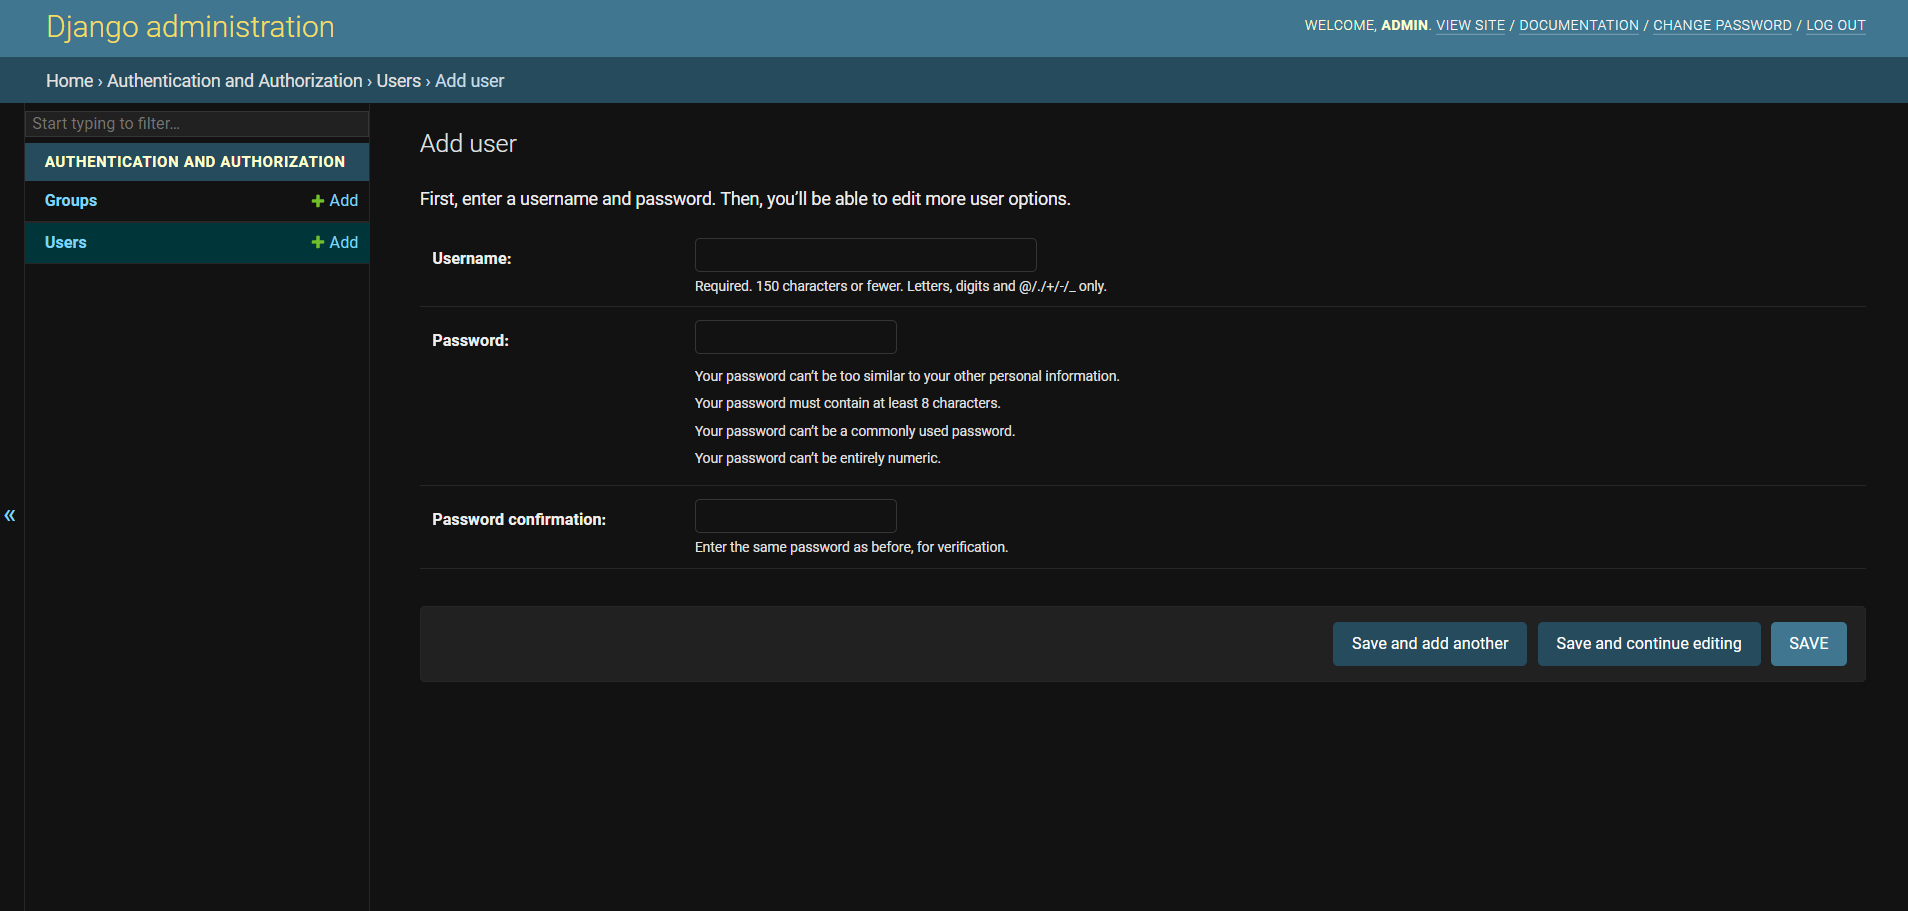 Django administration
WELCOME, ADMIN. VIEW SITE / DOCUMENTATION / CHANGE PASSWORD / LOG OUT
Home › Authentication and Authorization › Users › Add user
Start typing to filter…
AUTHENTICATION AND AUTHORIZATION
Groups + Add
Users + Add
«
Add user
First, enter a username and password. Then, you’ll be able to edit more user options.
Username:
Required. 150 characters or fewer. Letters, digits and @/./+/-/_ only.
Password:
Your password can’t be too similar to your other personal information.
Your password must contain at least 8 characters.
Your password can’t be a commonly used password.
Your password can’t be entirely numeric.
Password confirmation:
Enter the same password as before, for verification.
Save and add another
Save and continue editing
SAVE